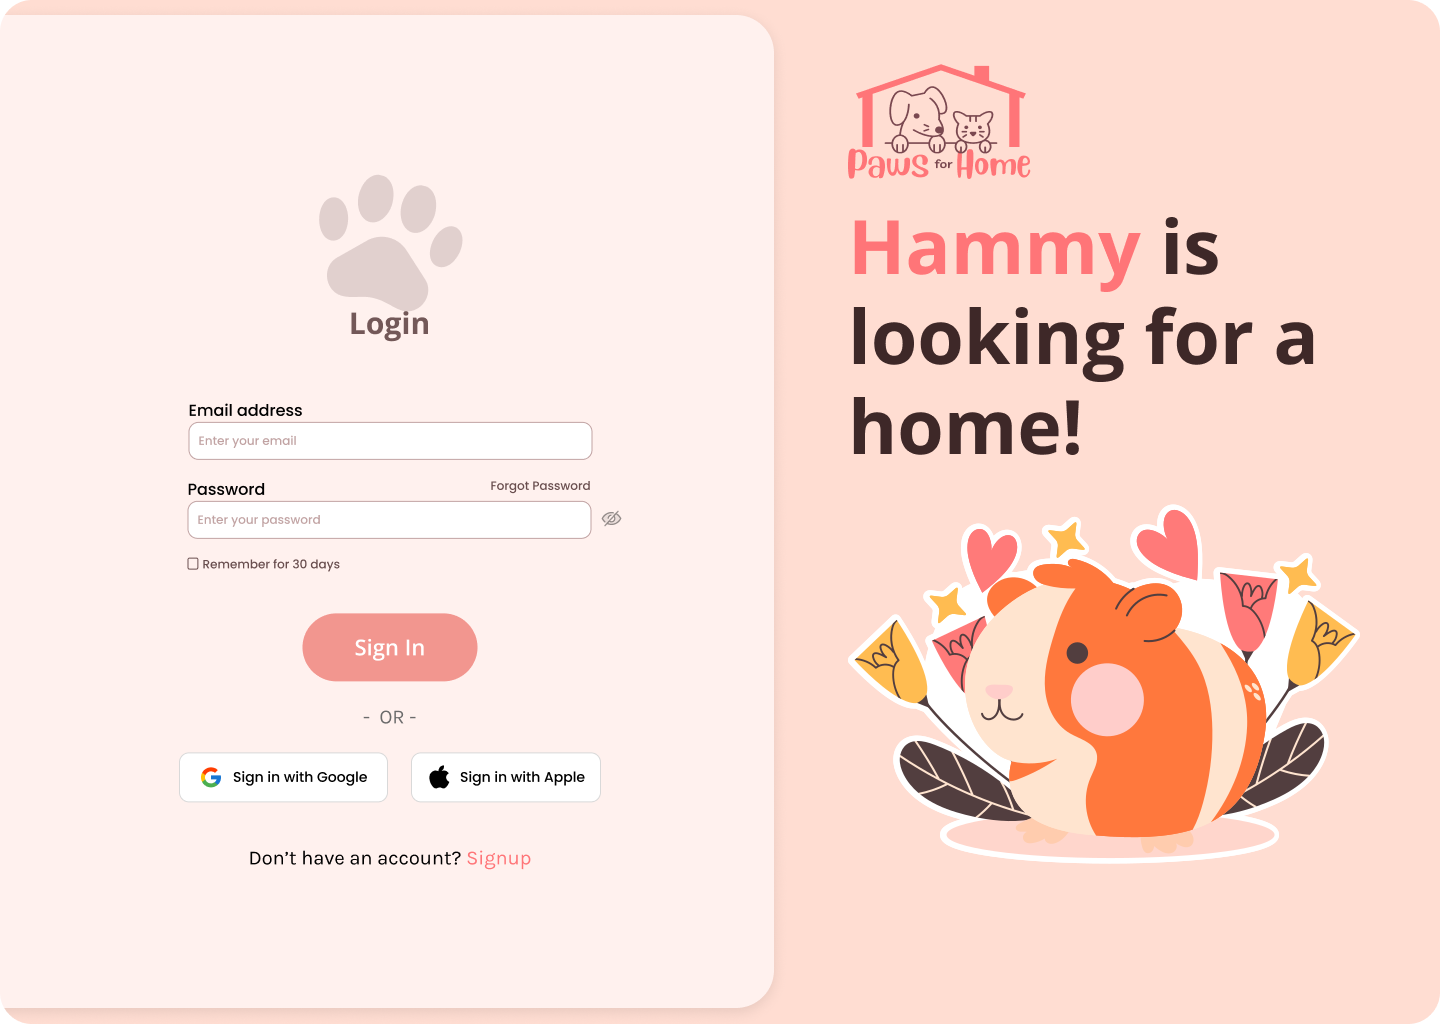 Login
Email address
Enter your email
Password
Forgot Password
Enter your password
Remember for 30 days
Sign In
- OR -
Sign in with Google
Sign in with Apple
Don’t have an account? Signup
Paws for Home
Hammy is
looking for a
home!